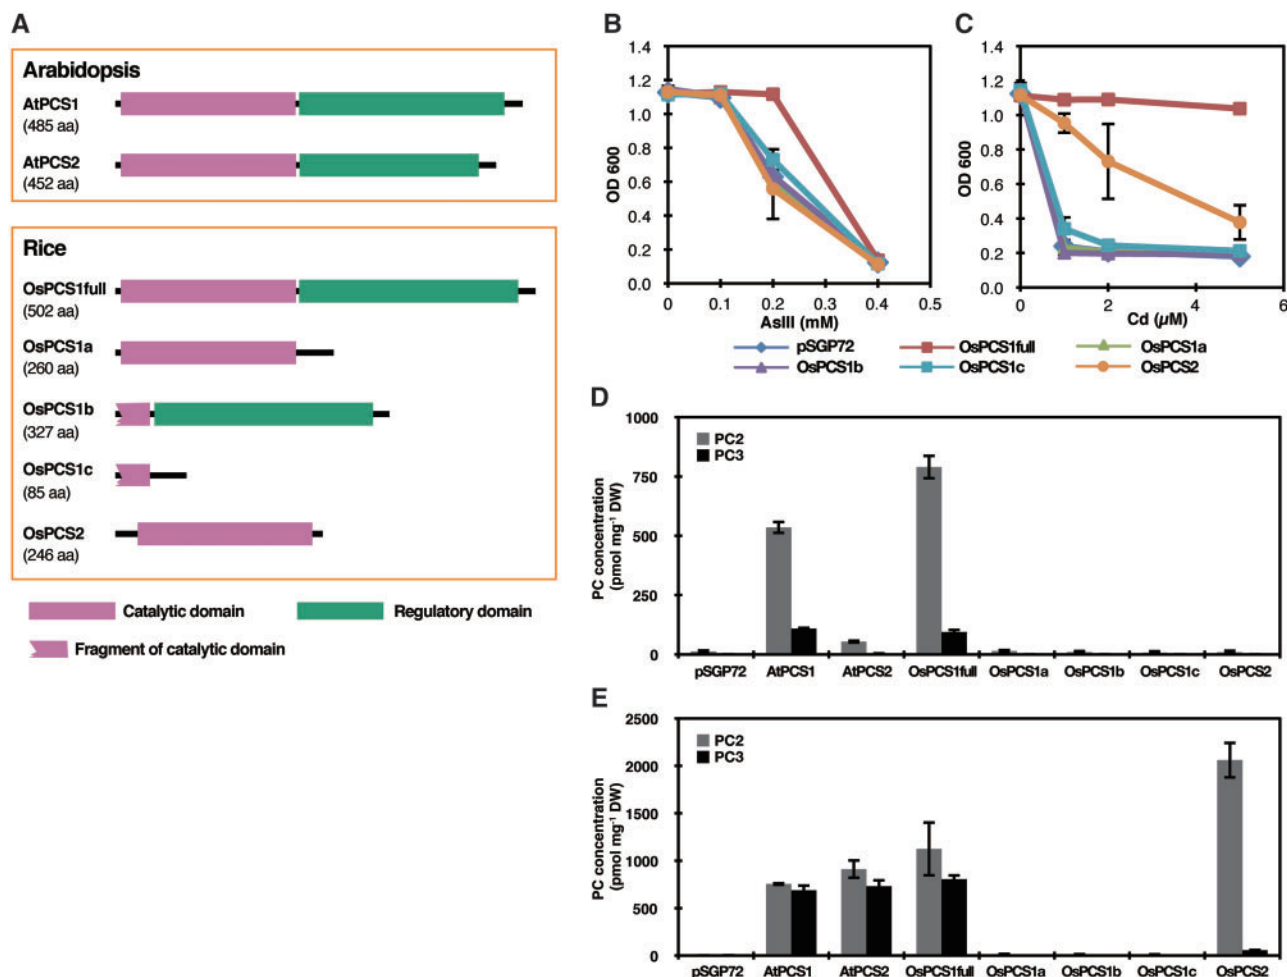 A
Arabidopsis
AtPCS1
(485 aa)
AtPCS2
(452 aa)
Rice
OsPCS1full
(502 aa)
OsPCS1a
(260 aa)
OsPCS1b
(327 aa)
OsPCS1c
(85 aa)
OsPCS2
(246 aa)
Catalytic domain
Regulatory domain
Fragment of catalytic domain
B
OD 600
1.4
1.2
1.0
0.8
0.6
0.4
0.2
0.0
0 0.1 0.2 0.3 0.4 0.5
AsIII (mM)
C
OD 600
1.4
1.2
1.0
0.8
0.6
0.4
0.2
0.0
0 2 4 6
Cd (µM)
pSGP72 OsPCS1full OsPCS1a
OsPCS1b OsPCS1c OsPCS2
D
PC concentration
(pmol mg⁻¹ DW)
1000
750
500
250
0
PC2
PC3
pSGP72 AtPCS1 AtPCS2 OsPCS1full OsPCS1a OsPCS1b OsPCS1c OsPCS2
E
PC concentration
(pmol mg⁻¹ DW)
2500
2000
1500
1000
500
0
PC2
PC3
pSGP72 AtPCS1 AtPCS2 OsPCS1full OsPCS1a OsPCS1b OsPCS1c OsPCS2